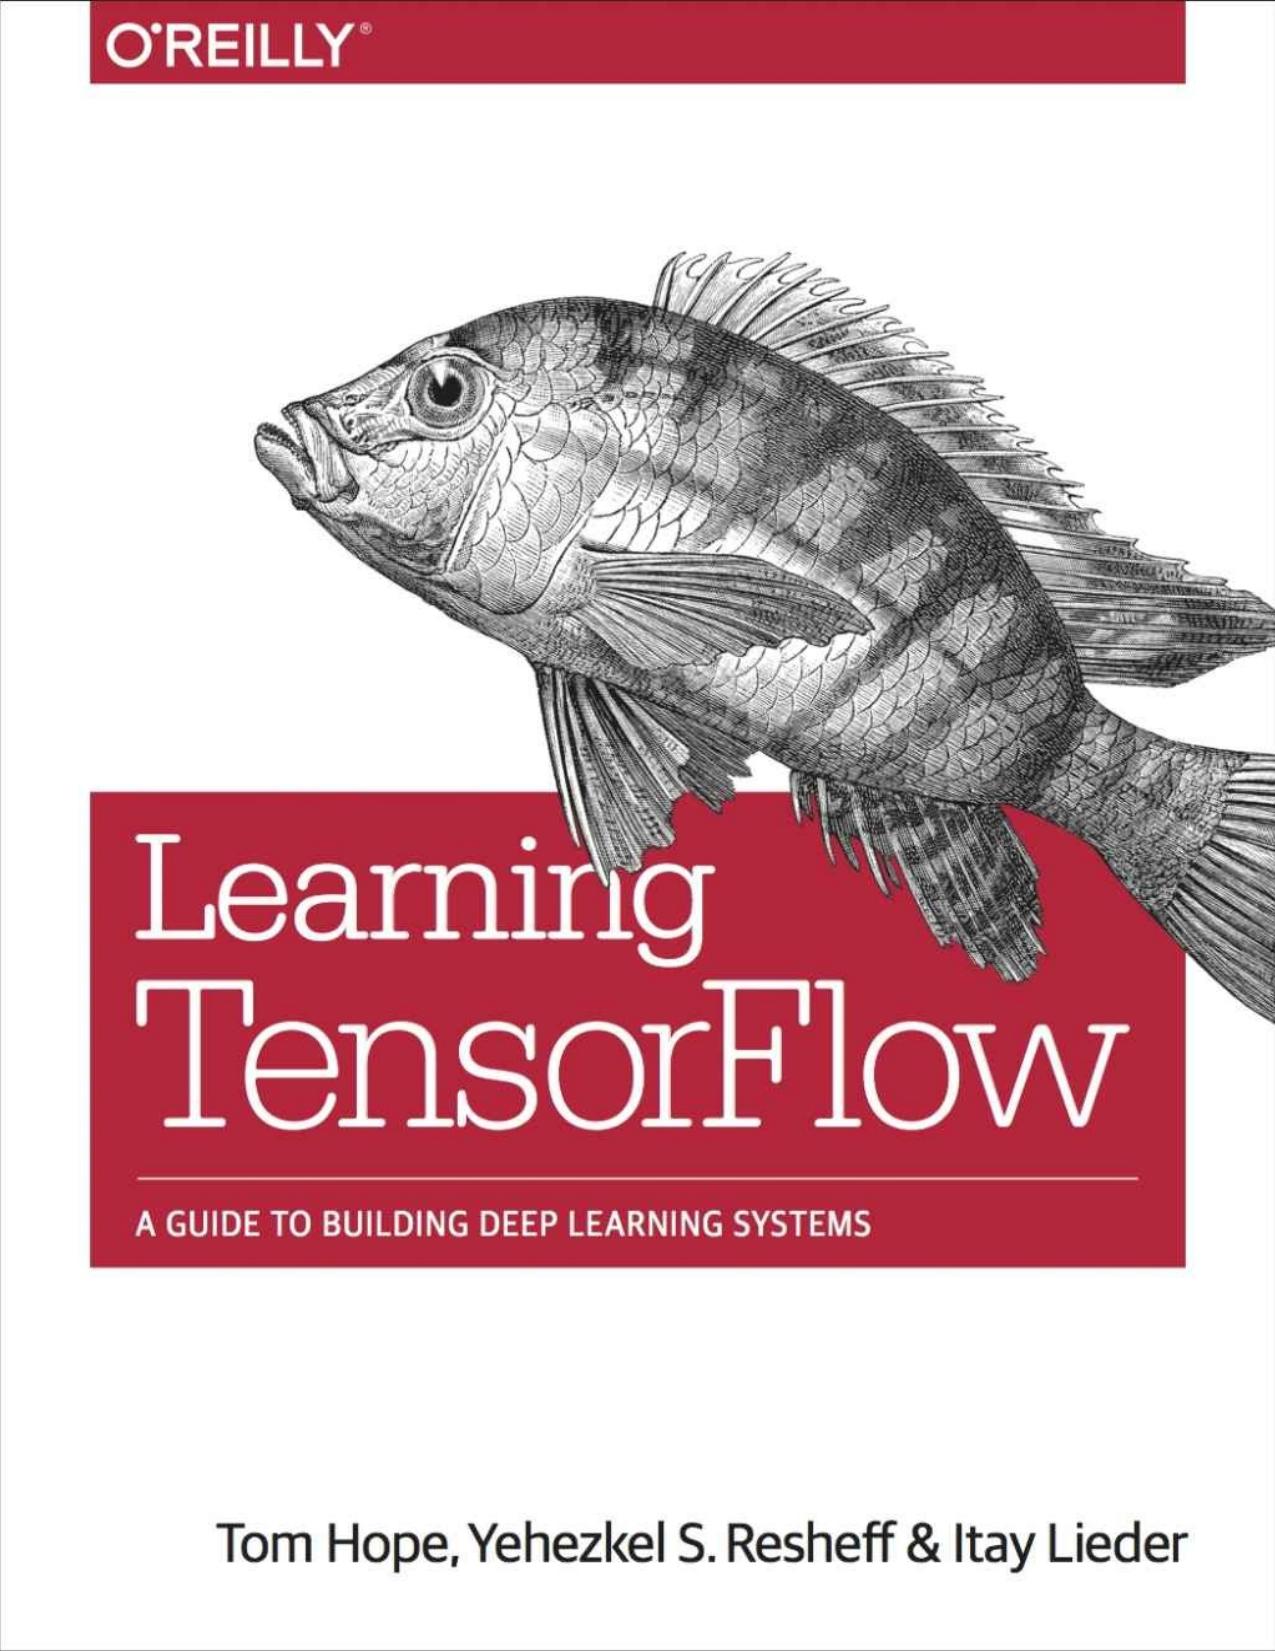 O'REILLY®
Learning
TensorFlow
A GUIDE TO BUILDING DEEP LEARNING SYSTEMS
Tom Hope, Yehezkel S. Resheff & Itay Lieder